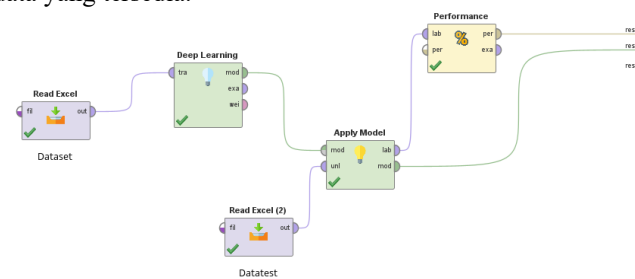 Performance
lab
per
res
per
exa
res
res
Deep Learning
tra
mod
exa
wei
Read Excel
fil
out
Dataset
Apply Model
mod
lab
unl
mod
Read Excel (2)
fil
out
Datatest